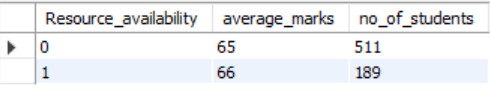 Resource_availability average_marks no_of_students
0 65 511
1 66 189